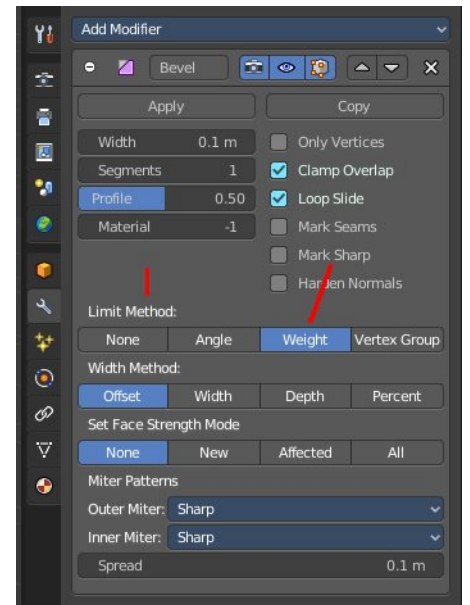 Add Modifier
Bevel
Apply Copy
Width 0.1 m Only Vertices
Segments 1 Clamp Overlap
Profile 0.50 Loop Slide
Material -1 Mark Seams
Mark Sharp
Harden Normals
Limit Method:
None Angle Weight Vertex Group
Width Method:
Offset Width Depth Percent
Set Face Strength Mode
None New Affected All
Miter Patterns
Outer Miter: Sharp
Inner Miter: Sharp
Spread 0.1 m